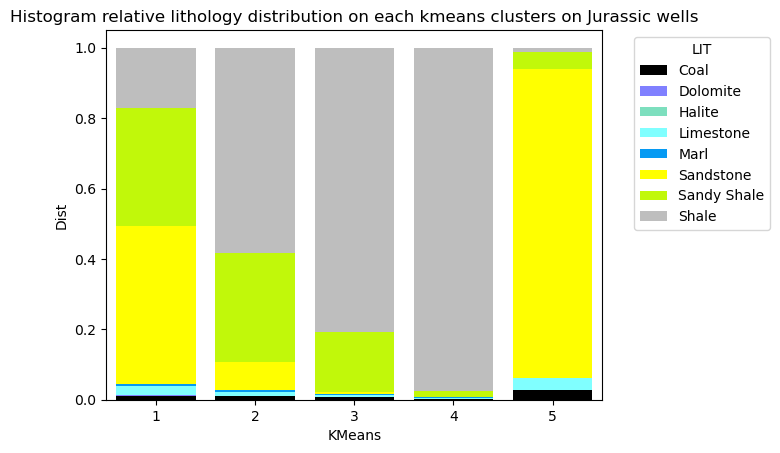 Histogram relative lithology distribution on each kmeans clusters on Jurassic wells
1.0
0.8
0.6
0.4
0.2
0.0
Dist
1 2 3 4 5
KMeans
LIT
Coal
Dolomite
Halite
Limestone
Marl
Sandstone
Sandy Shale
Shale